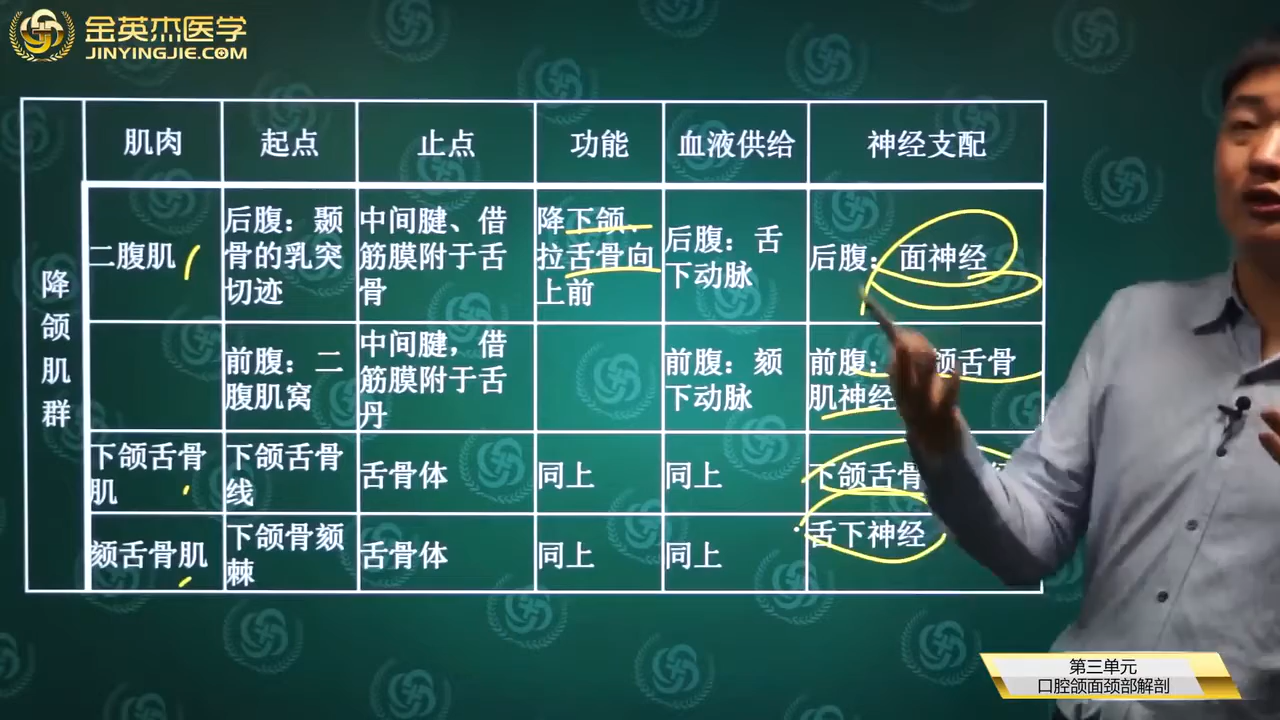 金英杰医学
JINYINGJIE.COM
肌肉
起点
止点
功能
血液供给
神经支配
降颌肌群
二腹肌
后腹：颞
骨的乳突
切迹
中间腱、借
筋膜附于舌
骨
降下颌、
拉舌骨向
上前
后腹：舌
下动脉
后腹：面神经
前腹：二
腹肌窝
中间腱，借
筋膜附于舌
丹
前腹：颏
下动脉
前腹：颌舌骨
肌神经
下颌舌骨
肌
下颌舌骨
线
舌骨体
同上
同上
下颌舌骨
颏舌骨肌
下颌骨颏
棘
舌骨体
同上
同上
舌下神经
第三单元
口腔颌面颈部解剖